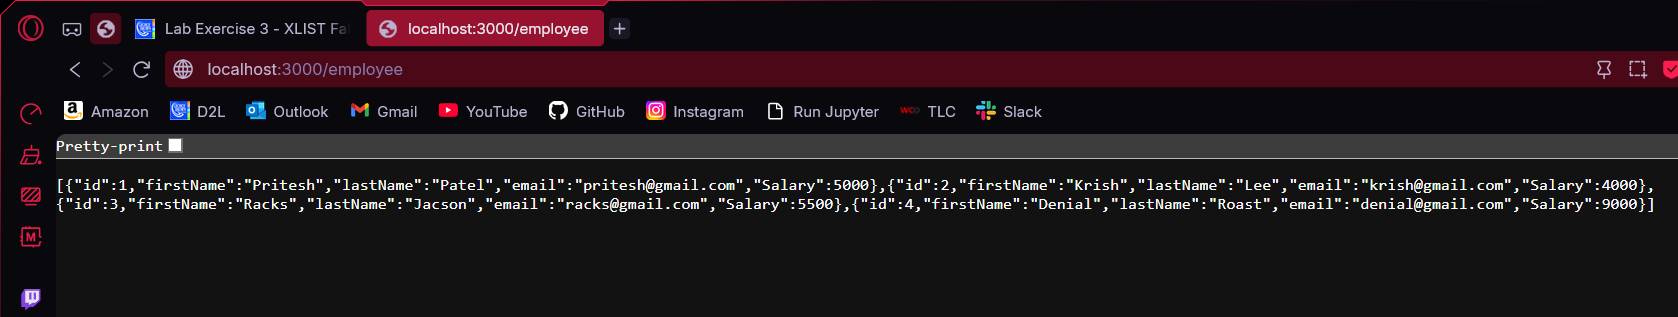 Lab Exercise 3 - XLIST Fal
localhost:3000/employee
localhost:3000/employee
Amazon D2L Outlook Gmail YouTube GitHub Instagram Run Jupyter WCO TLC Slack
Pretty-print
[{"id":1,"firstName":"Pritesh","lastName":"Patel","email":"pritesh@gmail.com","Salary":5000},{"id":2,"firstName":"Krish","lastName":"Lee","email":"krish@gmail.com","Salary":4000},
{"id":3,"firstName":"Racks","lastName":"Jacson","email":"racks@gmail.com","Salary":5500},{"id":4,"firstName":"Denial","lastName":"Roast","email":"denial@gmail.com","Salary":9000}]
M